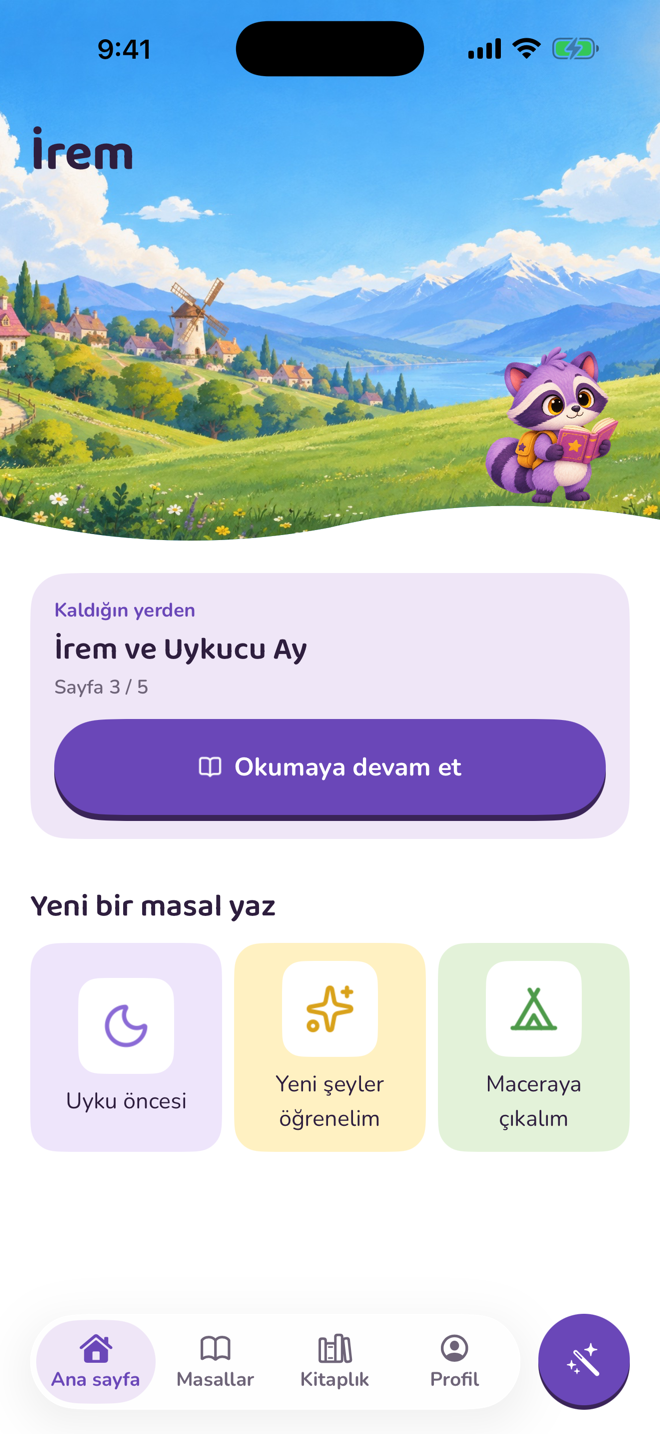 9:41
İrem
Kaldığın yerden
İrem ve Uykucu Ay
Sayfa 3 / 5
Okumaya devam et
Yeni bir masal yaz
Uyku öncesi
Yeni şeyler
öğrenelim
Maceraya
çıkalım
Ana sayfa
Masallar
Kitaplık
Profil